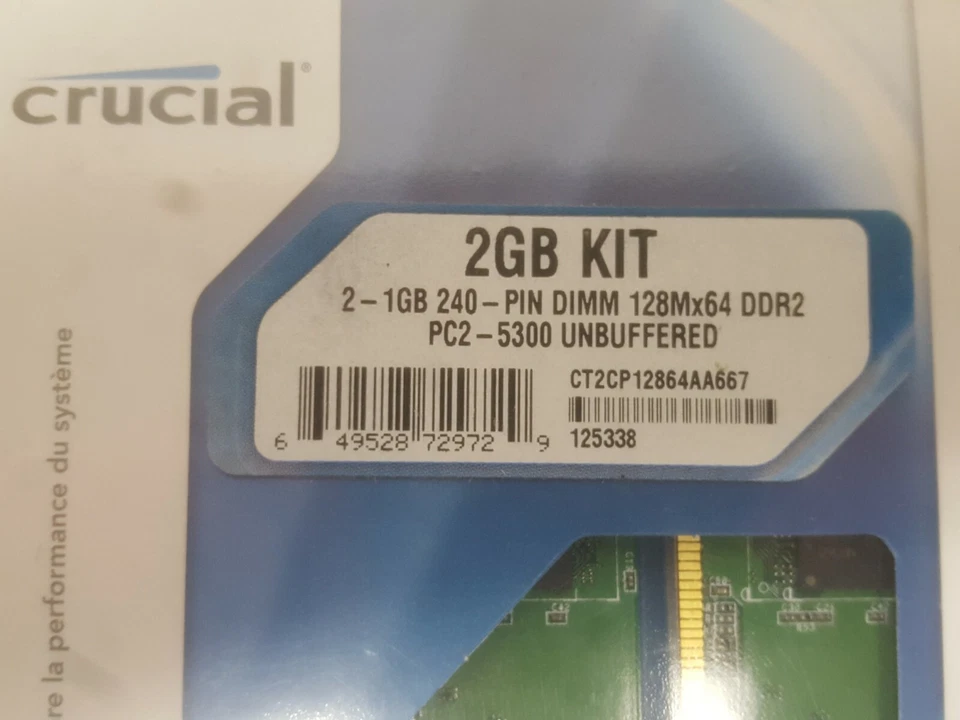 crucial
2GB KIT
2-1GB 240-PIN DIMM 128Mx64 DDR2
PC2-5300 UNBUFFERED
CT2CP12864AA667
6 49528 72972 9
125338
re la performance du système